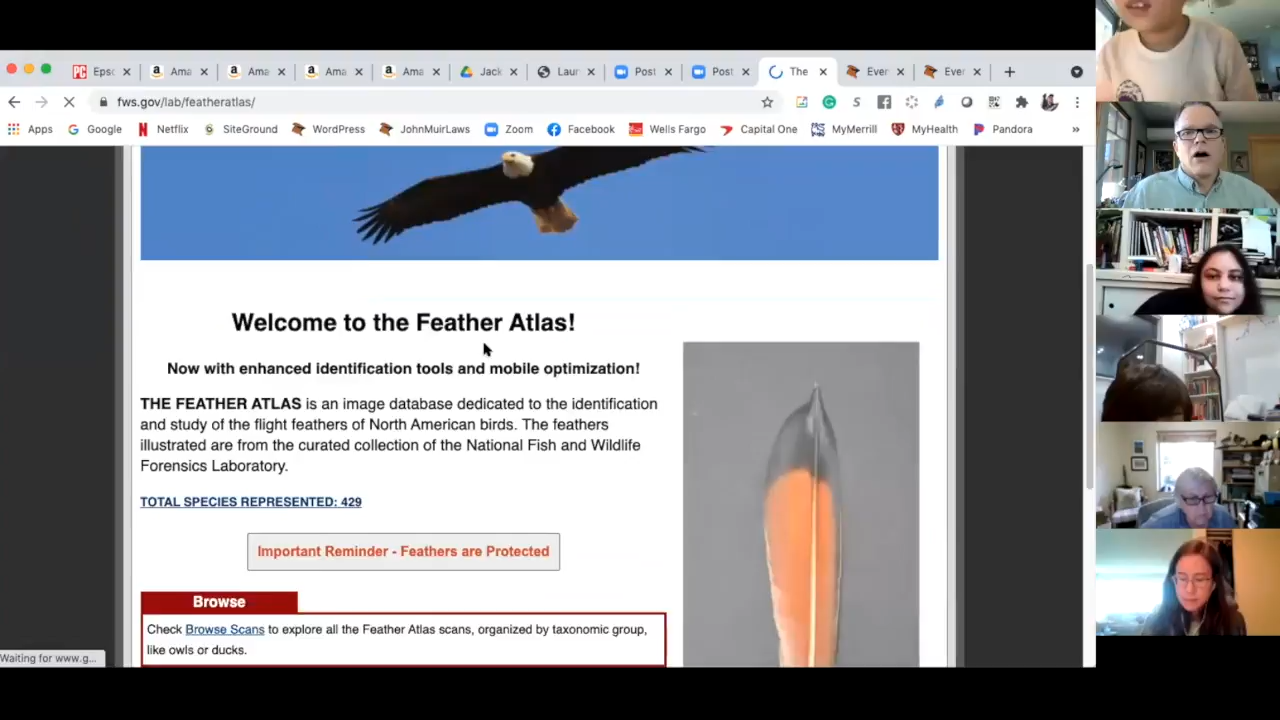 Epsc
Ama
Ama
Ama
Ama
Jack
Laur
Post
Post
The
Even
Even
fws.gov/lab/featheratlas/
Apps Google Netflix SiteGround WordPress JohnMuirLaws Zoom Facebook Wells Fargo Capital One MyMerrill MyHealth Pandora »
Welcome to the Feather Atlas!
Now with enhanced identification tools and mobile optimization!
THE FEATHER ATLAS is an image database dedicated to the identification
and study of the flight feathers of North American birds. The feathers
illustrated are from the curated collection of the National Fish and Wildlife
Forensics Laboratory.
TOTAL SPECIES REPRESENTED: 429
Important Reminder - Feathers are Protected
Browse
Check Browse Scans to explore all the Feather Atlas scans, organized by taxonomic group,
like owls or ducks.
Waiting for www.g...